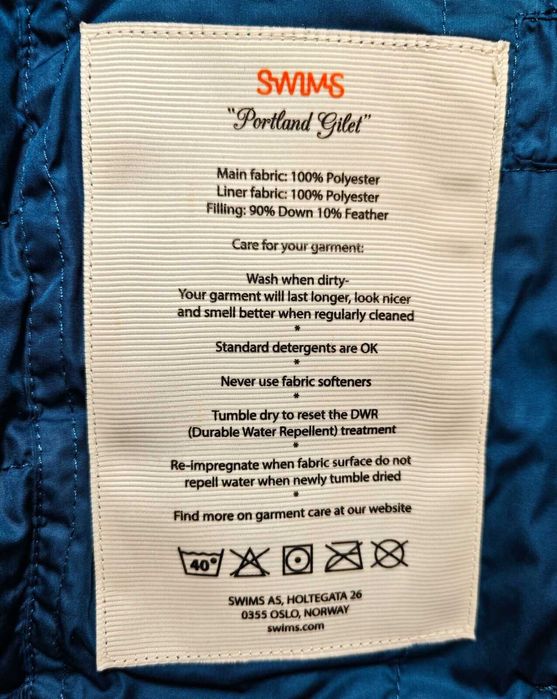 SWIMS
"Portland Gilet"
Main fabric: 100% Polyester
Liner fabric: 100% Polyester
Filling: 90% Down 10% Feather
Care for your garment:
Wash when dirty-
Your garment will last longer, look nicer
and smell better when regularly cleaned
*
Standard detergents are OK
*
Never use fabric softeners
*
Tumble dry to reset the DWR
(Durable Water Repellent) treatment
*
Re-impregnate when fabric surface do not
repell water when newly tumble dried
*
Find more on garment care at our website
40°
SWIMS AS, HOLTEGATA 26
0355 OSLO, NORWAY
swims.com